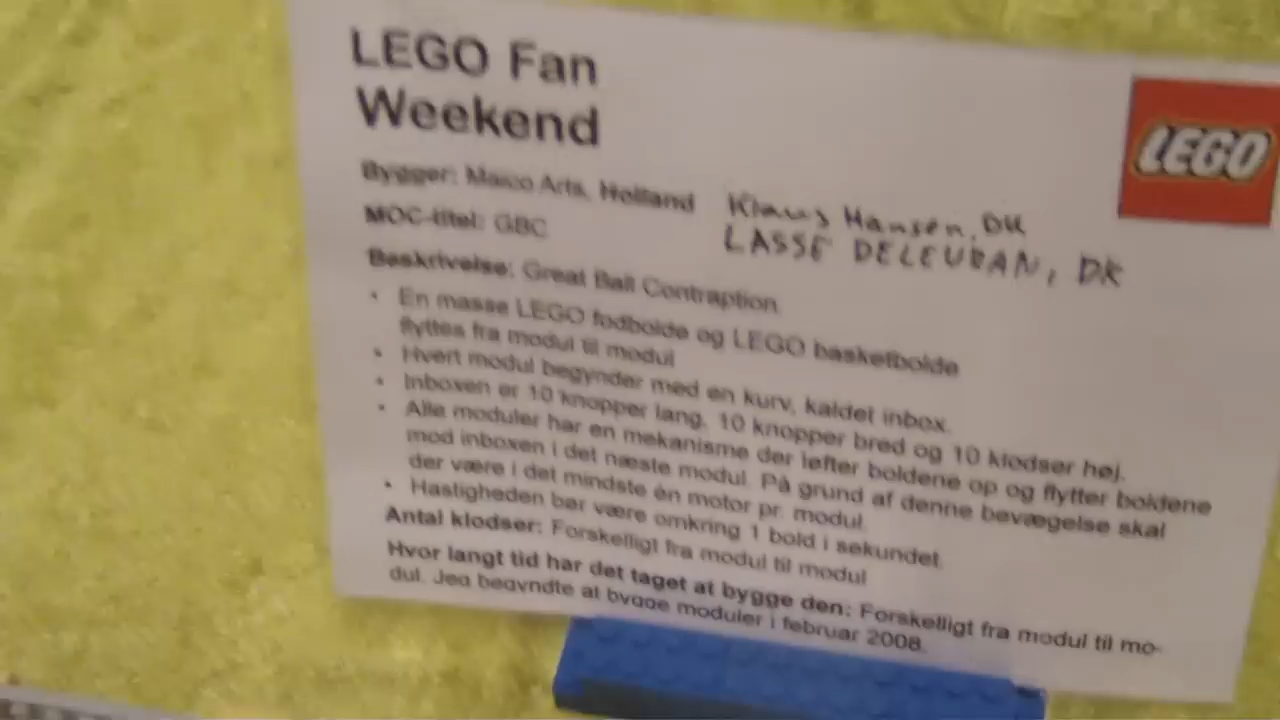 LEGO Fan
Weekend
LEGO
Bygger: Maico Arts, Holland Klaus Hansen, DK
LASSE DELEURAN, DK
MOC-titel: GBC
Beskrivelse: Great Ball Contraption
• En masse LEGO fodbolde og LEGO basketbolde
flyttes fra modul til modul
• Hvert modul begynder med en kurv, kaldet inbox.
• Inboxen er 10 knopper lang, 10 knopper bred og 10 klodser høj.
• Alle moduler har en mekanisme der løfter boldene op og flytter boldene
mod inboxen i det næste modul. På grund af denne bevægelse skal
der være i det mindste én motor pr. modul.
• Hastigheden bør være omkring 1 bold i sekundet.
Antal klodser: Forskelligt fra modul til modul
Hvor langt tid har det taget at bygge den: Forskelligt fra modul til mo-
dul. Jeg begyndte at bygge moduler i februar 2008.